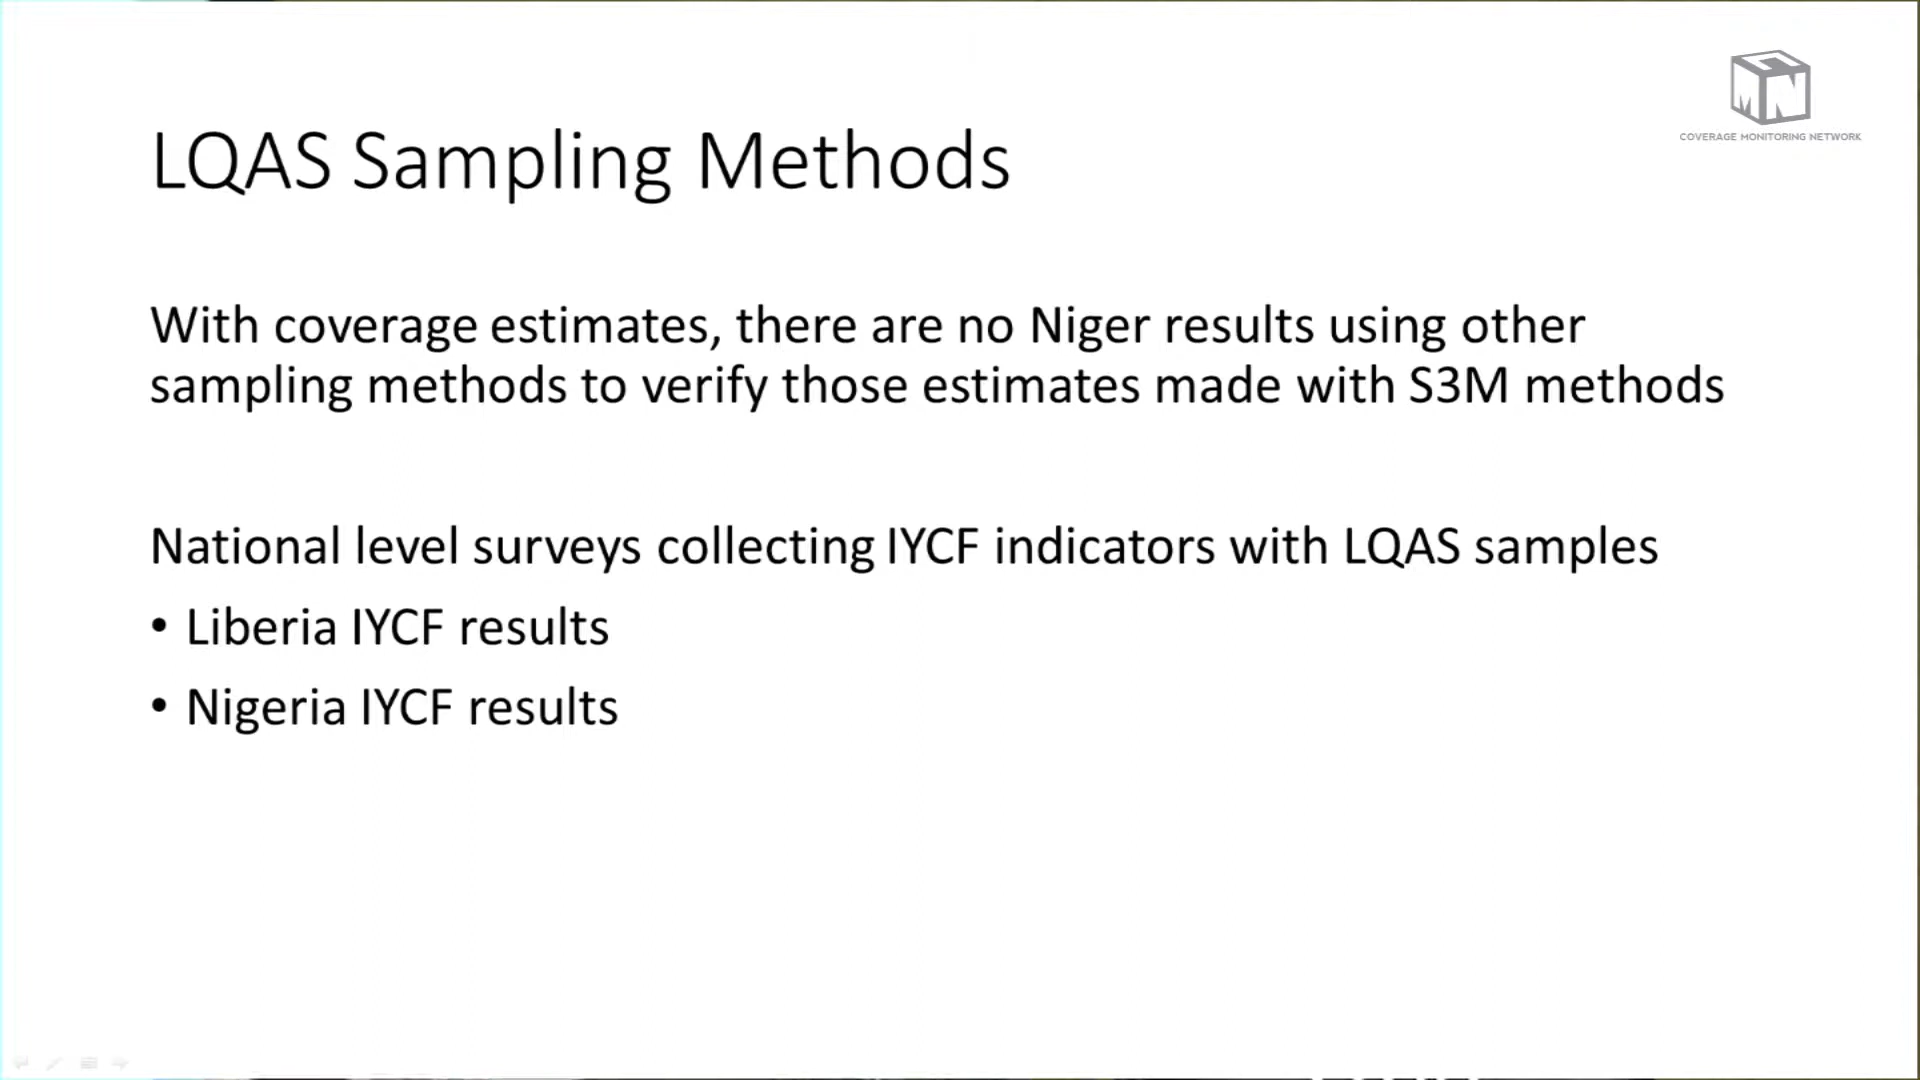 COVERAGE MONITORING NETWORK
LQAS Sampling Methods
With coverage estimates, there are no Niger results using other
sampling methods to verify those estimates made with S3M methods
National level surveys collecting IYCF indicators with LQAS samples
• Liberia IYCF results
• Nigeria IYCF results